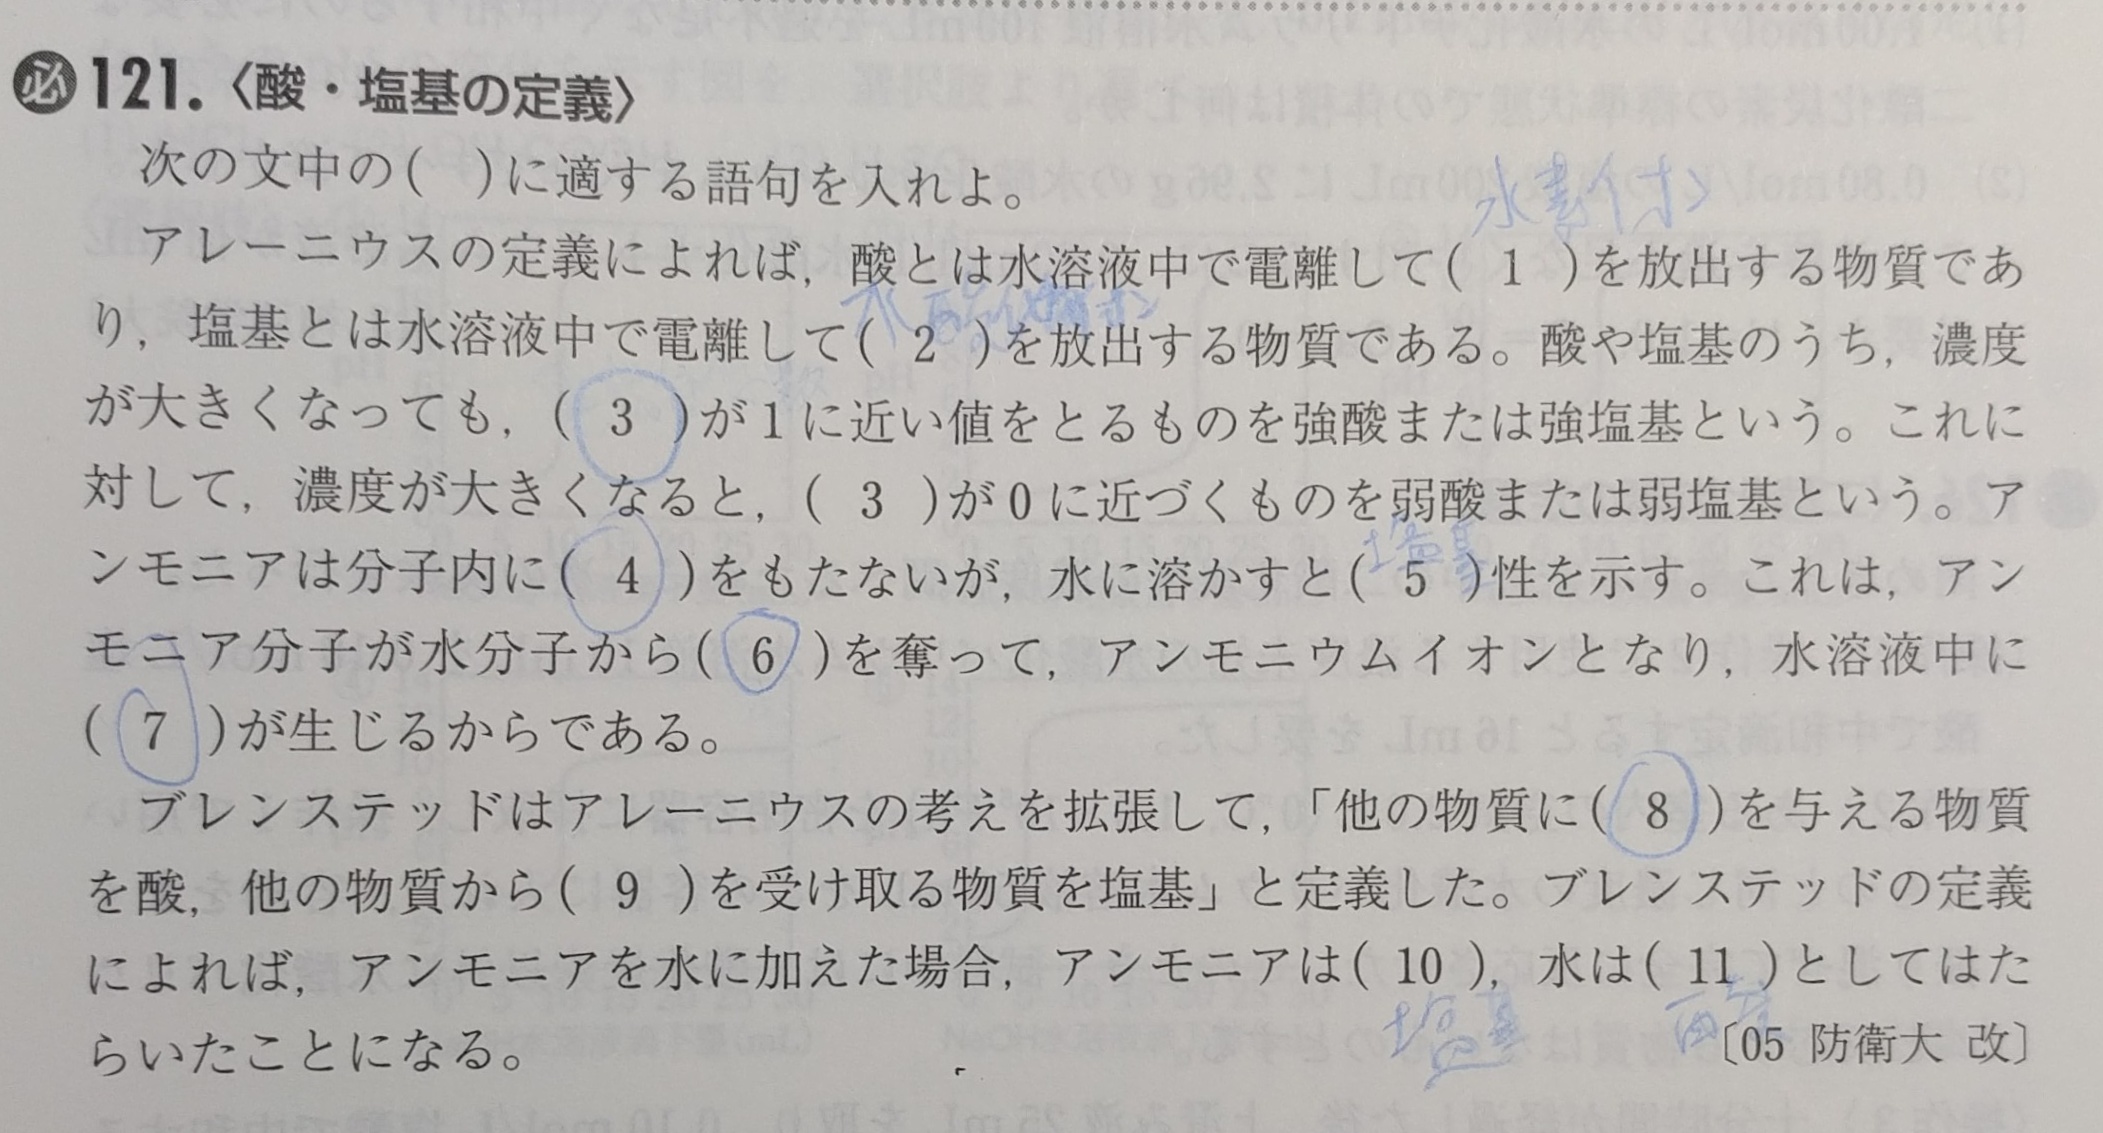 必 121.〈酸・塩基の定義〉
次の文中の( )に適する語句を入れよ。
水素イオン
アレーニウスの定義によれば，酸とは水溶液中で電離して( 1 )を放出する物質であ
水酸化物イオン
り，塩基とは水溶液中で電離して( 2 )を放出する物質である。酸や塩基のうち，濃度
が大きくなっても，( 3 )が1に近い値をとるものを強酸または強塩基という。これに
対して，濃度が大きくなると，( 3 )が0に近づくものを弱酸または弱塩基という。ア
塩基
ンモニアは分子内に( 4 )をもたないが，水に溶かすと( 5 )性を示す。これは，アン
モニア分子が水分子から( 6 )を奪って，アンモニウムイオンとなり，水溶液中に
( 7 )が生じるからである。
ブレンステッドはアレーニウスの考えを拡張して，「他の物質に( 8 )を与える物質
を酸，他の物質から( 9 )を受け取る物質を塩基」と定義した。ブレンステッドの定義
によれば，アンモニアを水に加えた場合，アンモニアは( 10 )，水は( 11 )としてはた
塩基 酸
らいたことになる。 〔05 防衛大 改〕